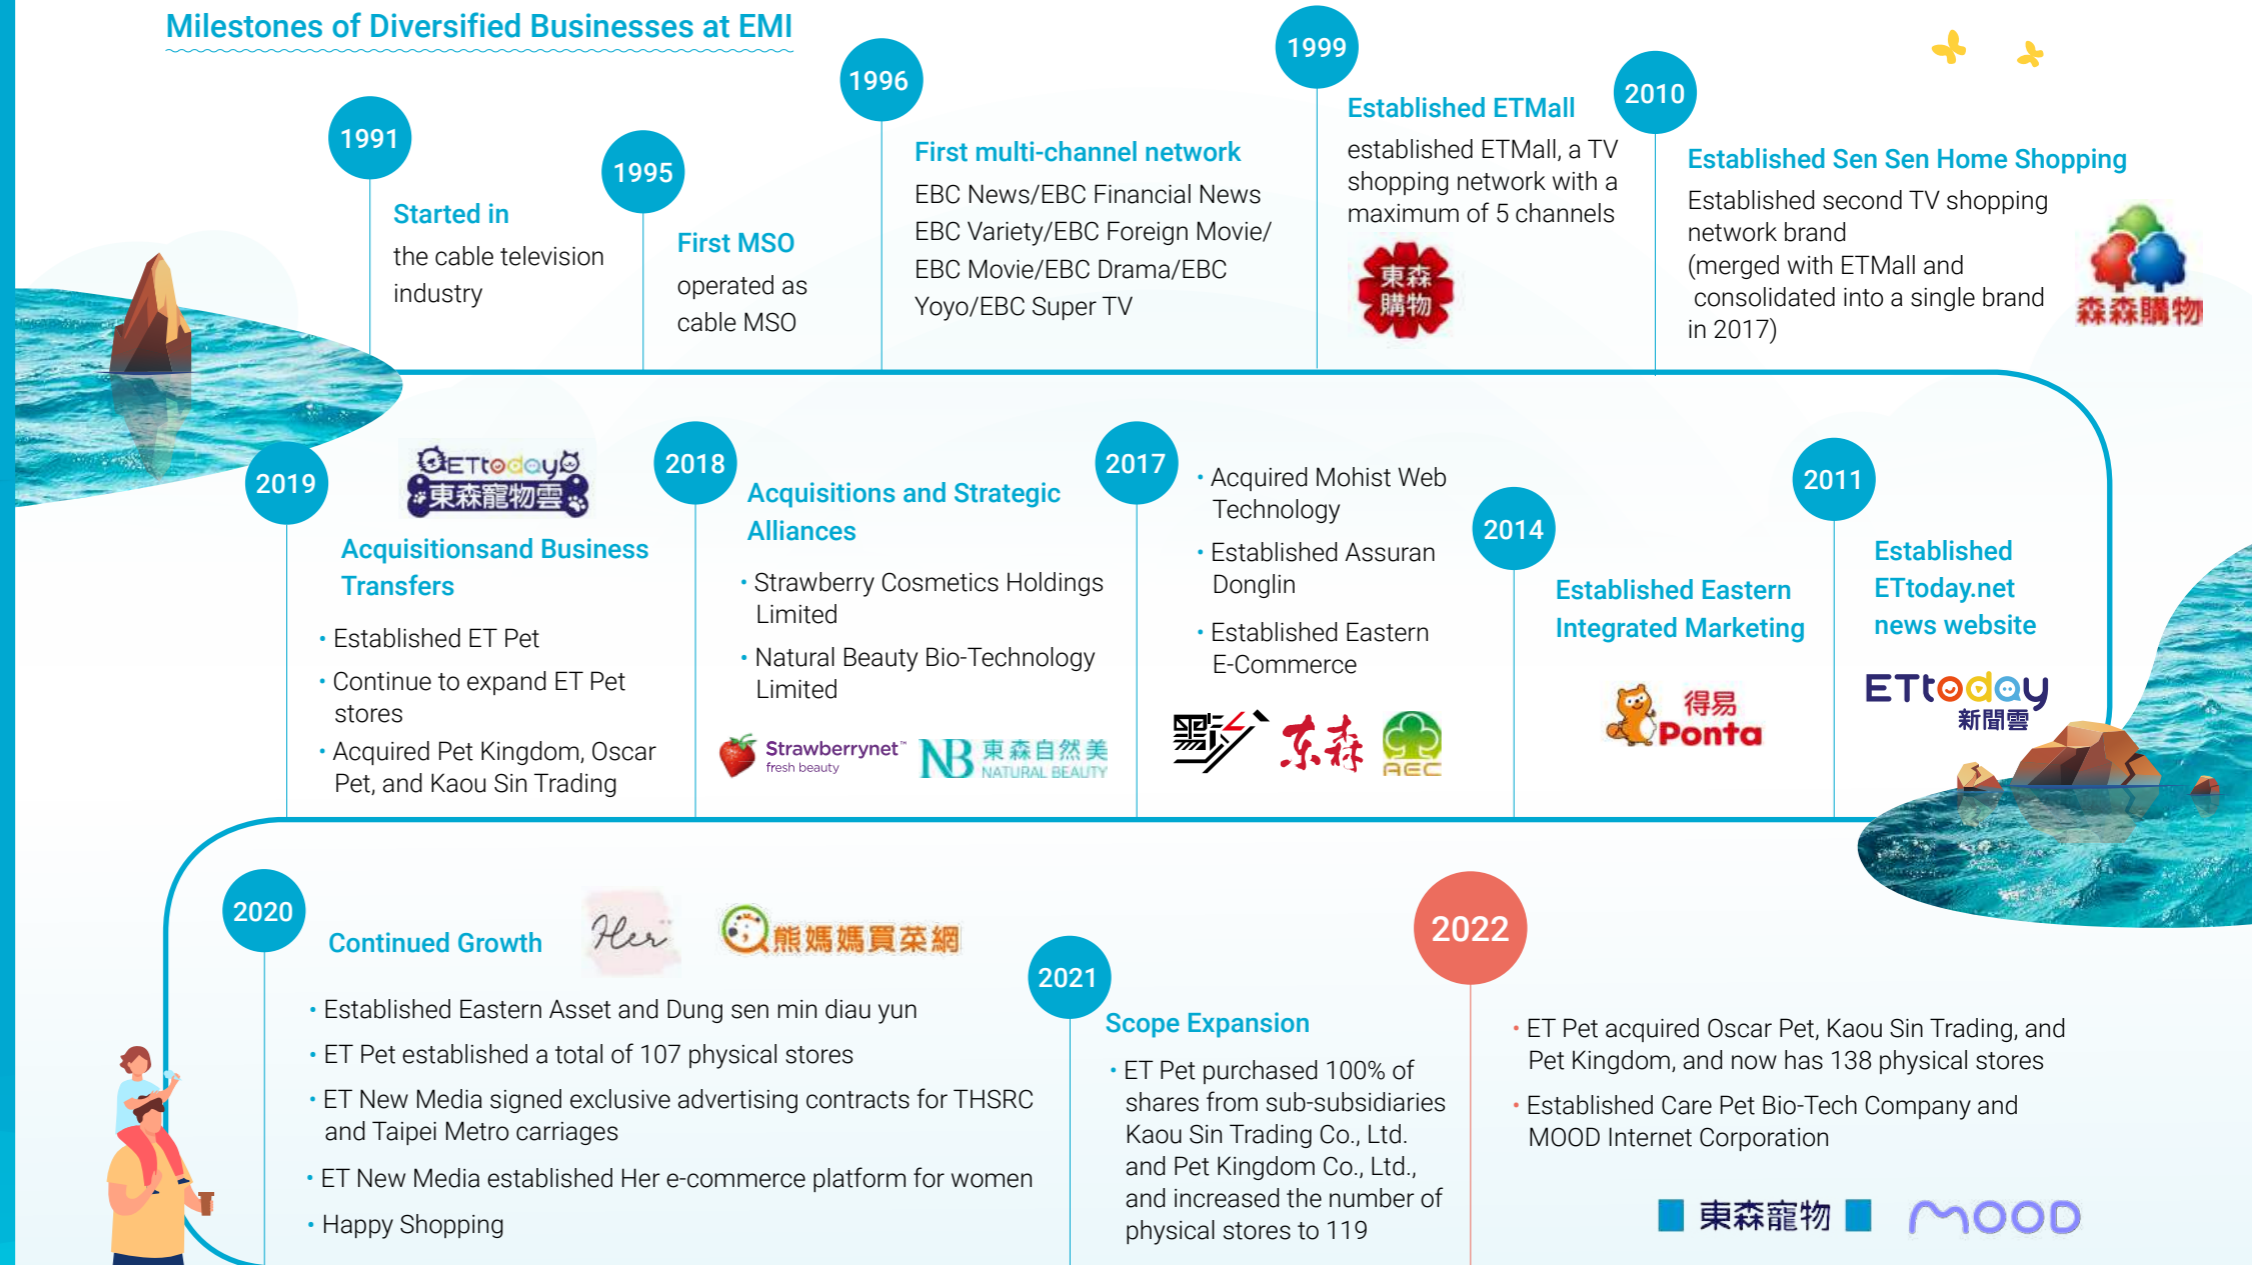 Milestones of Diversified Businesses at EMI
1991
Started in
the cable television
industry
1995
First MSO
operated as
cable MSO
1996
First multi-channel network
EBC News/EBC Financial News
EBC Variety/EBC Foreign Movie/
EBC Movie/EBC Drama/EBC
Yoyo/EBC Super TV
1999
Established ETMall
established ETMall, a TV
shopping network with a
maximum of 5 channels
東森
購物
2010
Established Sen Sen Home Shopping
Established second TV shopping
network brand
(merged with ETMall and
consolidated into a single brand
in 2017)
森森購物
2011
Established
ETtoday.net
news website
ETtoday
新聞雲
2014
Established Eastern
Integrated Marketing
得易
Ponta
2017
• Acquired Mohist Web
Technology
• Established Assuran
Donglin
• Established Eastern
E-Commerce
东森
AEC
2018
Acquisitions and Strategic
Alliances
• Strawberry Cosmetics Holdings
Limited
• Natural Beauty Bio-Technology
Limited
Strawberrynet™
fresh beauty
NB 東森自然美
NATURAL BEAUTY
2019
ETtoday
東森寵物雲
Acquisitionsand Business
Transfers
• Established ET Pet
• Continue to expand ET Pet
stores
• Acquired Pet Kingdom, Oscar
Pet, and Kaou Sin Trading
2020
Continued Growth
Her
熊媽媽買菜網
• Established Eastern Asset and Dung sen min diau yun
• ET Pet established a total of 107 physical stores
• ET New Media signed exclusive advertising contracts for THSRC
and Taipei Metro carriages
• ET New Media established Her e-commerce platform for women
• Happy Shopping
2021
Scope Expansion
• ET Pet purchased 100% of
shares from sub-subsidiaries
Kaou Sin Trading Co., Ltd.
and Pet Kingdom Co., Ltd.,
and increased the number of
physical stores to 119
2022
• ET Pet acquired Oscar Pet, Kaou Sin Trading, and
Pet Kingdom, and now has 138 physical stores
• Established Care Pet Bio-Tech Company and
MOOD Internet Corporation
東森寵物
MOOD